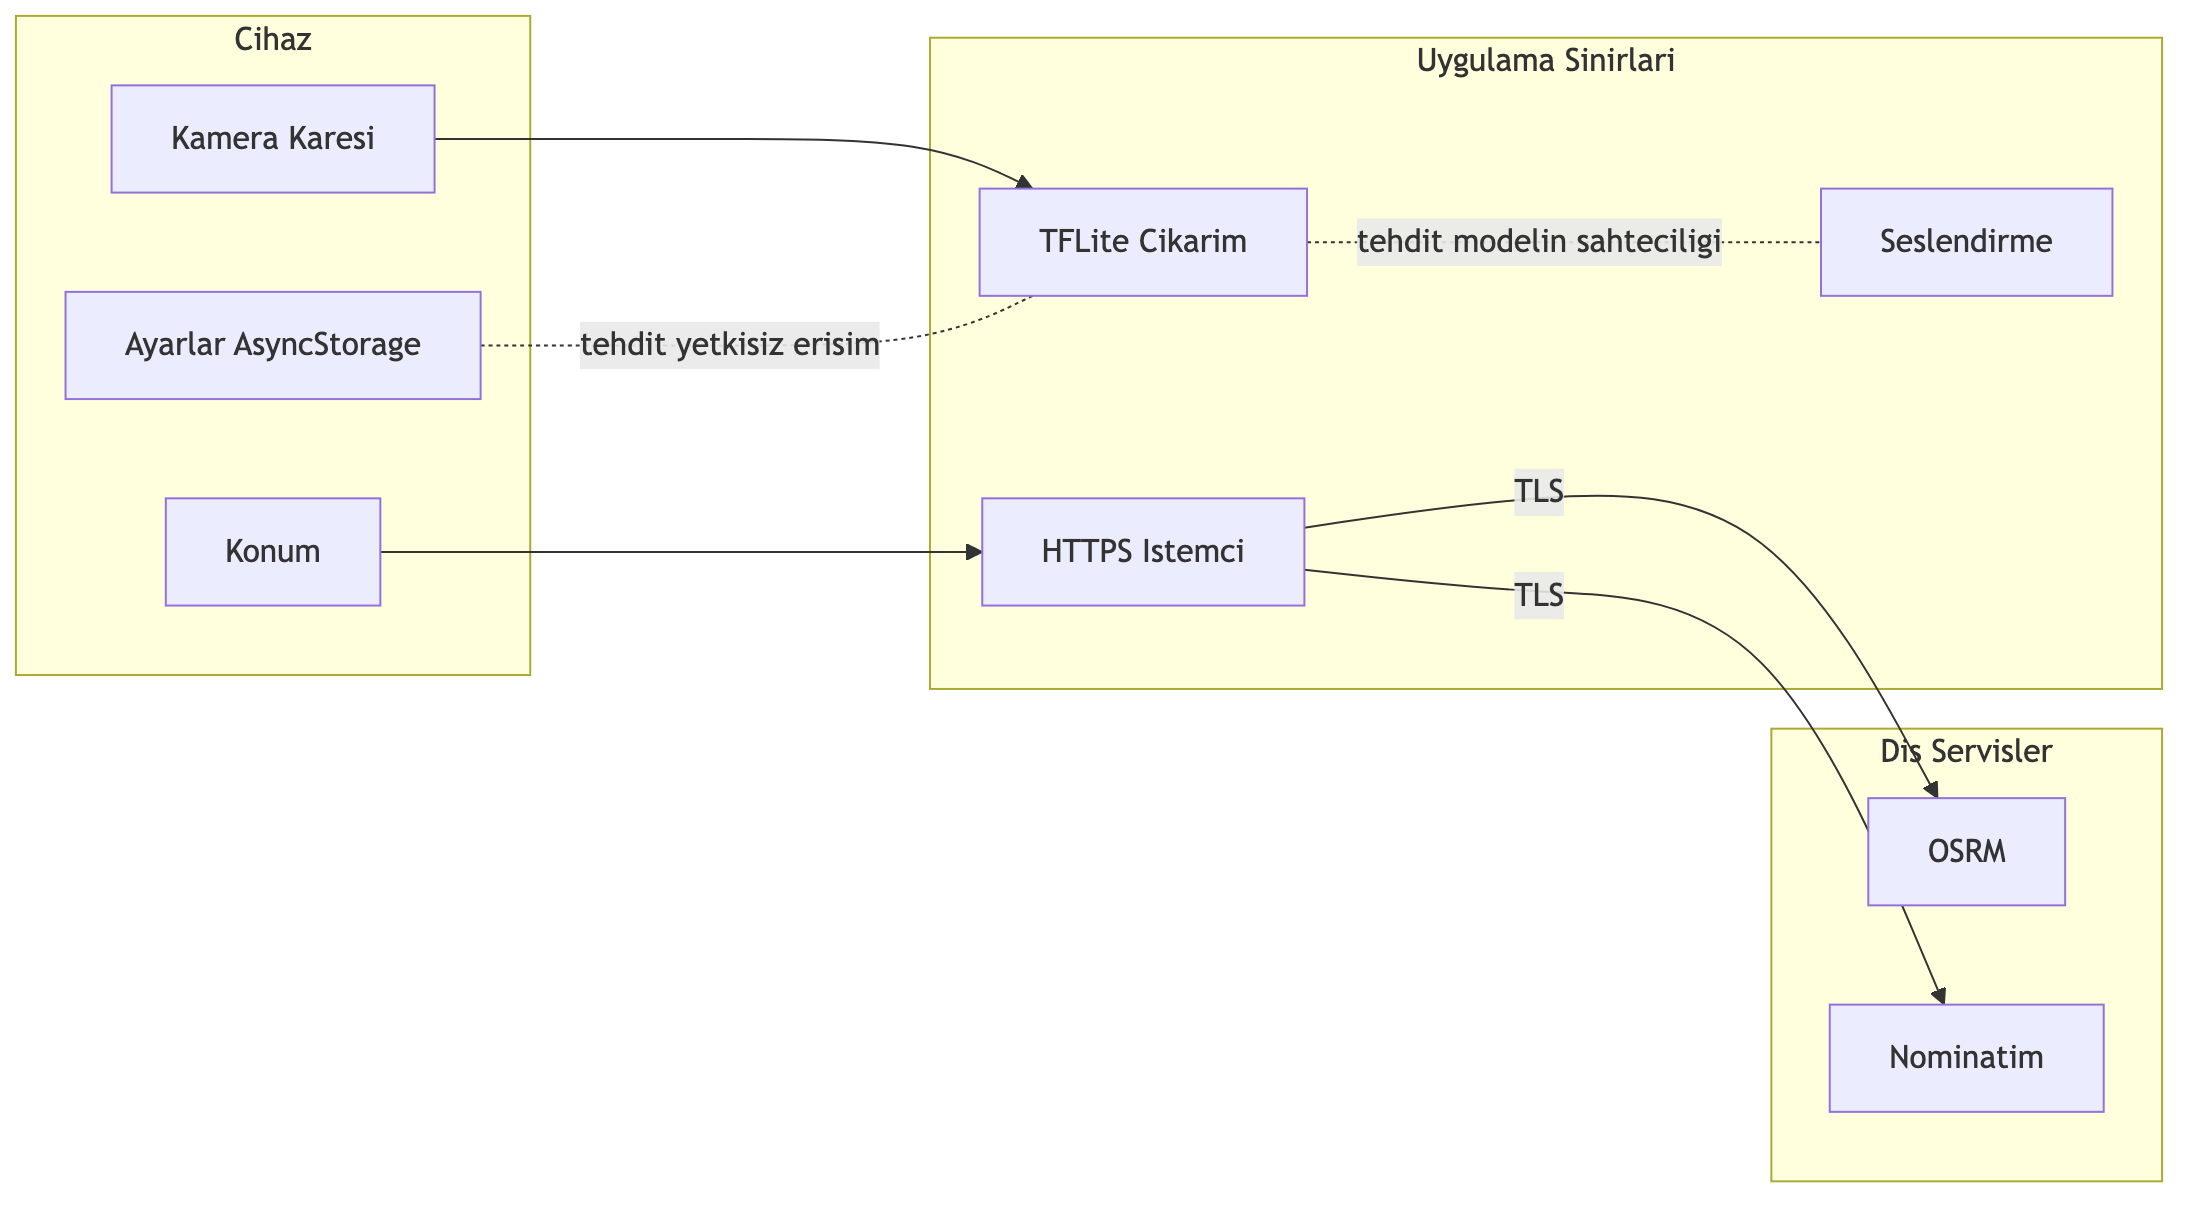 Cihaz
Kamera Karesi
Ayarlar AsyncStorage
Konum
tehdit yetkisiz erisim
Uygulama Sinirlari
TFLite Cikarim
tehdit modelin sahteciligi
Seslendirme
HTTPS Istemci
TLS
TLS
Dis Servisler
OSRM
Nominatim